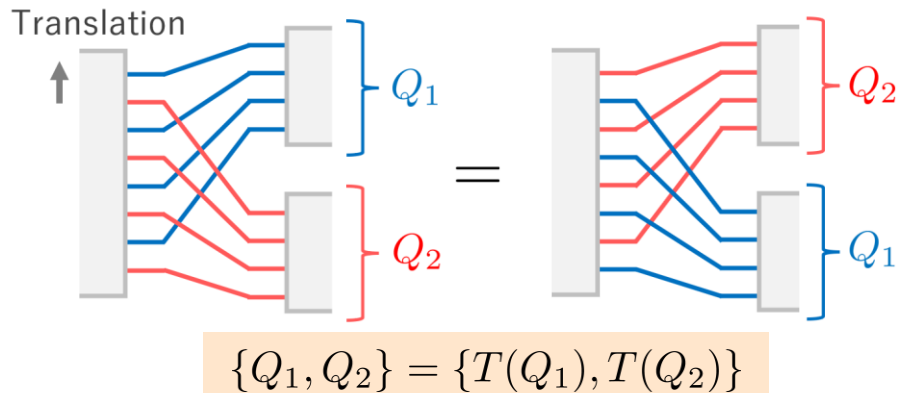 Translation
Q₁
Q₂
=
Q₂
Q₁
{Q₁, Q₂} = {T(Q₁), T(Q₂)}